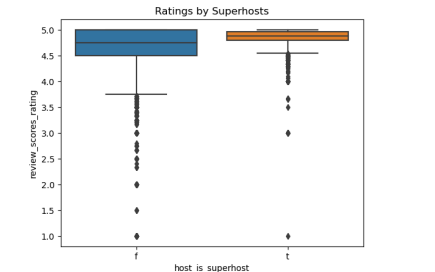 Ratings by Superhosts
5.0
4.5
4.0
3.5
3.0
2.5
2.0
1.5
1.0
review_scores_rating
f
t
host_is_superhost